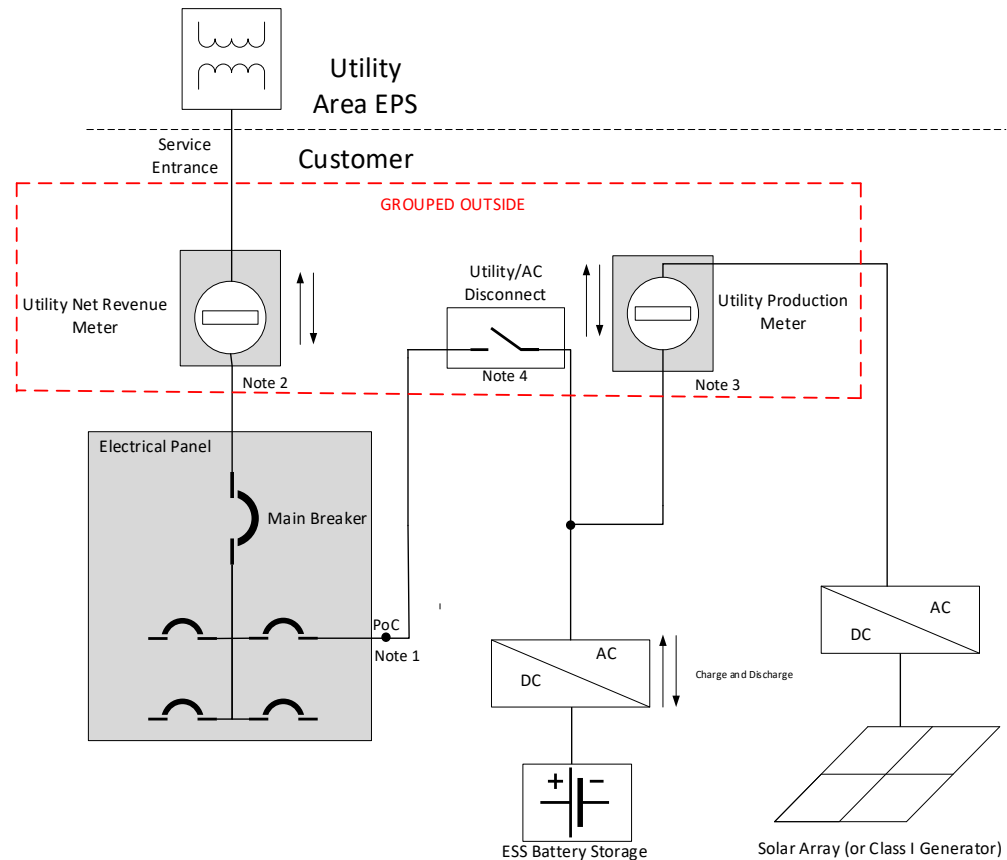 Utility
Area EPS
Service
Entrance
Customer
GROUPED OUTSIDE
Utility Net Revenue
Meter
Utility/AC
Disconnect
Utility Production
Meter
Note 2
Note 4
Note 3
Electrical Panel
Main Breaker
PoC
Note 1
AC
DC
Charge and Discharge
AC
DC
+ −
ESS Battery Storage
Solar Array (or Class I Generator)